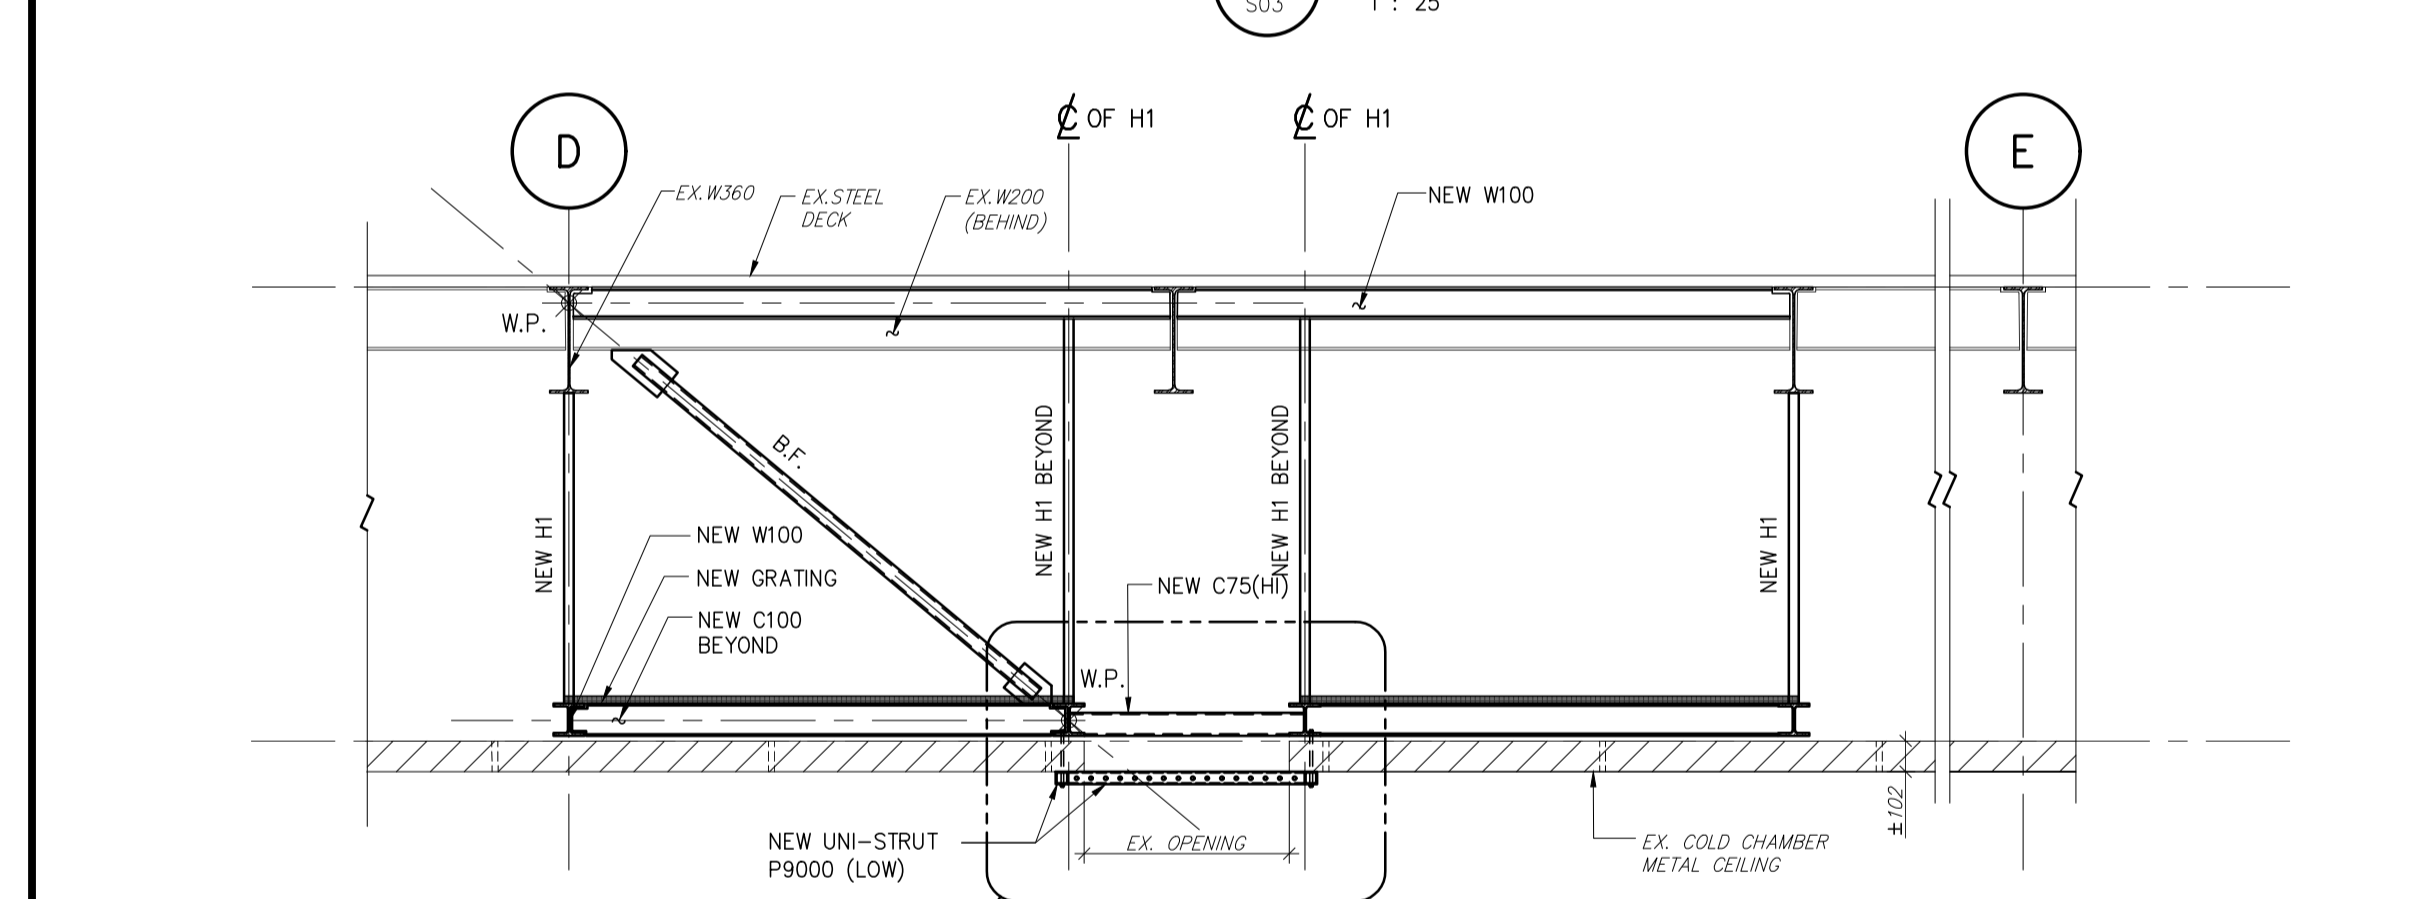 S03
1 : 25
D
℄ OF H1
℄ OF H1
E
EX.W360
EX.STEEL
DECK
EX.W200
(BEHIND)
NEW W100
W.P.
B.F.
NEW H1
NEW H1 BEYOND
NEW H1 BEYOND
NEW H1
NEW W100
NEW GRATING
NEW C100
BEYOND
NEW C75(HI)
W.P.
±102
NEW UNI-STRUT
P9000 (LOW)
EX. OPENING
EX. COLD CHAMBER
METAL CEILING